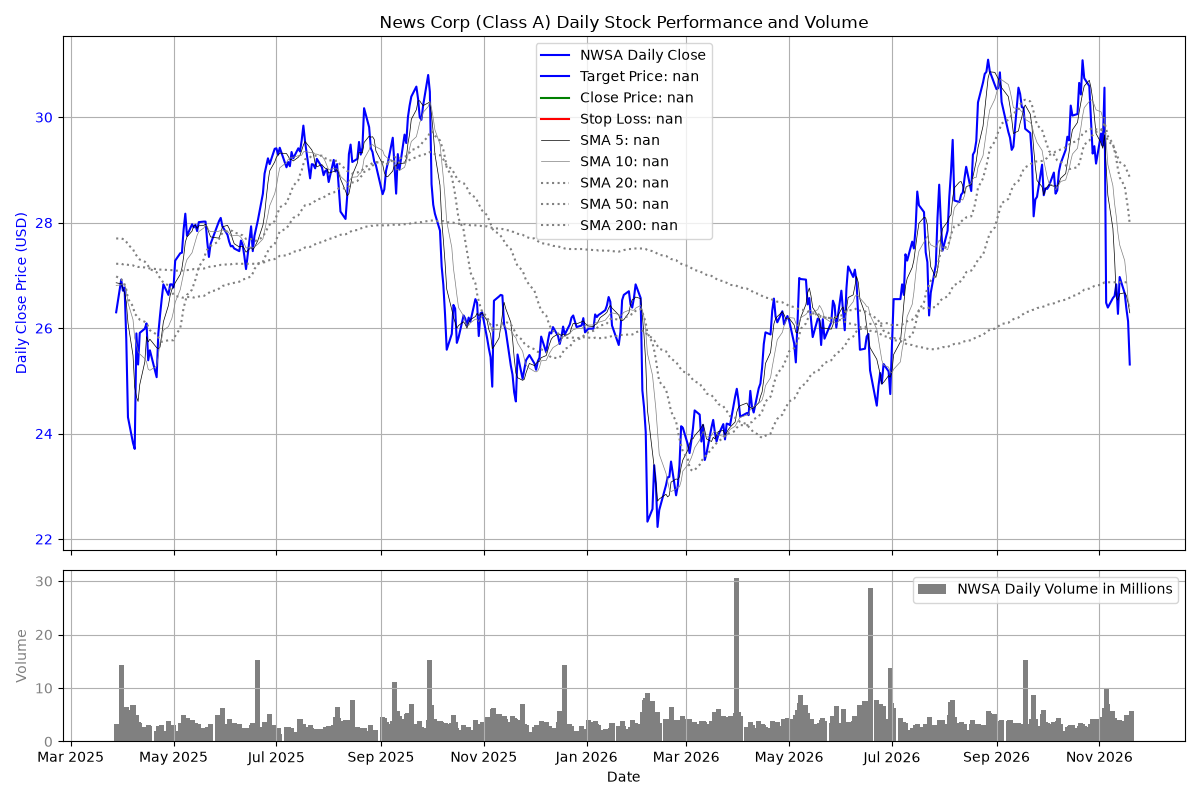 News Corp (Class A) Daily Stock Performance and Volume
NWSA Daily Close
Target Price: nan
Close Price: nan
Stop Loss: nan
SMA 5: nan
SMA 10: nan
SMA 20: nan
SMA 50: nan
SMA 200: nan
Daily Close Price (USD)
30
28
26
24
22
NWSA Daily Volume in Millions
Volume
30
20
10
0
Mar 2025 May 2025 Jul 2025 Sep 2025 Nov 2025 Jan 2026 Mar 2026 May 2026 Jul 2026 Sep 2026 Nov 2026
Date